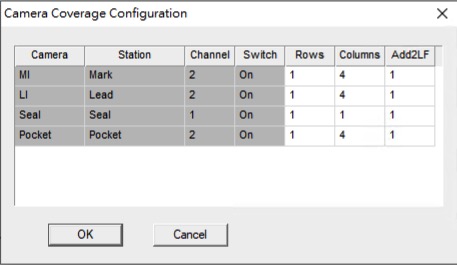 Camera Coverage Configuration
Camera Station Channel Switch Rows Columns Add2LF
MI Mark 2 On 1 4 1
LI Lead 2 On 1 4 1
Seal Seal 1 On 1 1 1
Pocket Pocket 2 On 1 4 1
OK Cancel